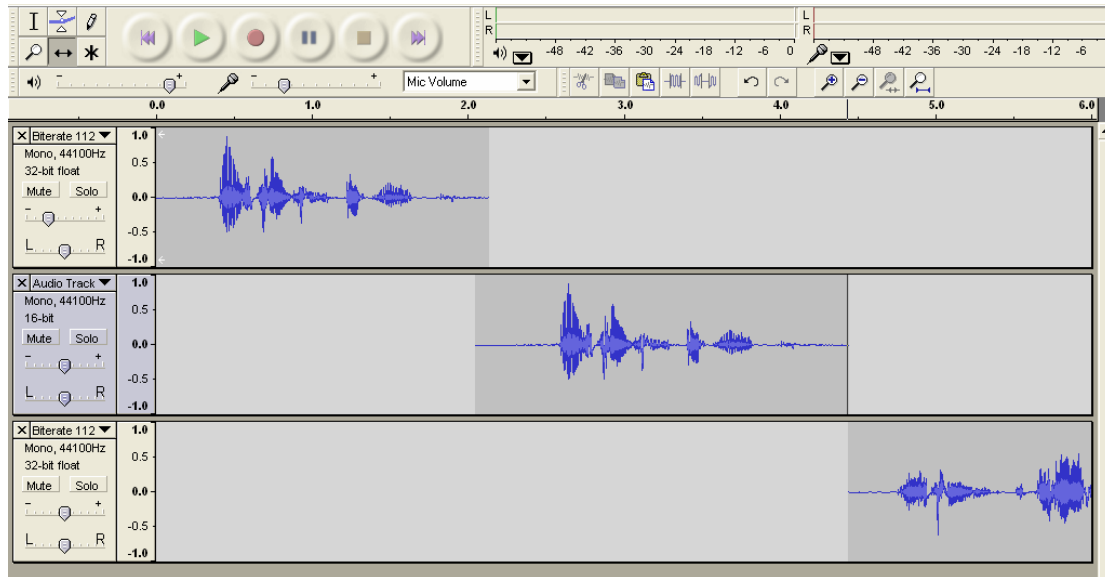 L
R
-48 -42 -36 -30 -24 -18 -12 -6 0
L
R
-48 -42 -36 -30 -24 -18 -12 -6
- +
- +
Mic Volume
0.0 1.0 2.0 3.0 4.0 5.0 6.0
Biterate 112
Mono, 44100Hz
32-bit float
Mute Solo
- +
L R
1.0
0.5
0.0
-0.5
-1.0
Audio Track
Mono, 44100Hz
16-bit
Mute Solo
- +
L R
1.0
0.5
0.0
-0.5
-1.0
Biterate 112
Mono, 44100Hz
32-bit float
Mute Solo
- +
L R
1.0
0.5
0.0
-0.5
-1.0